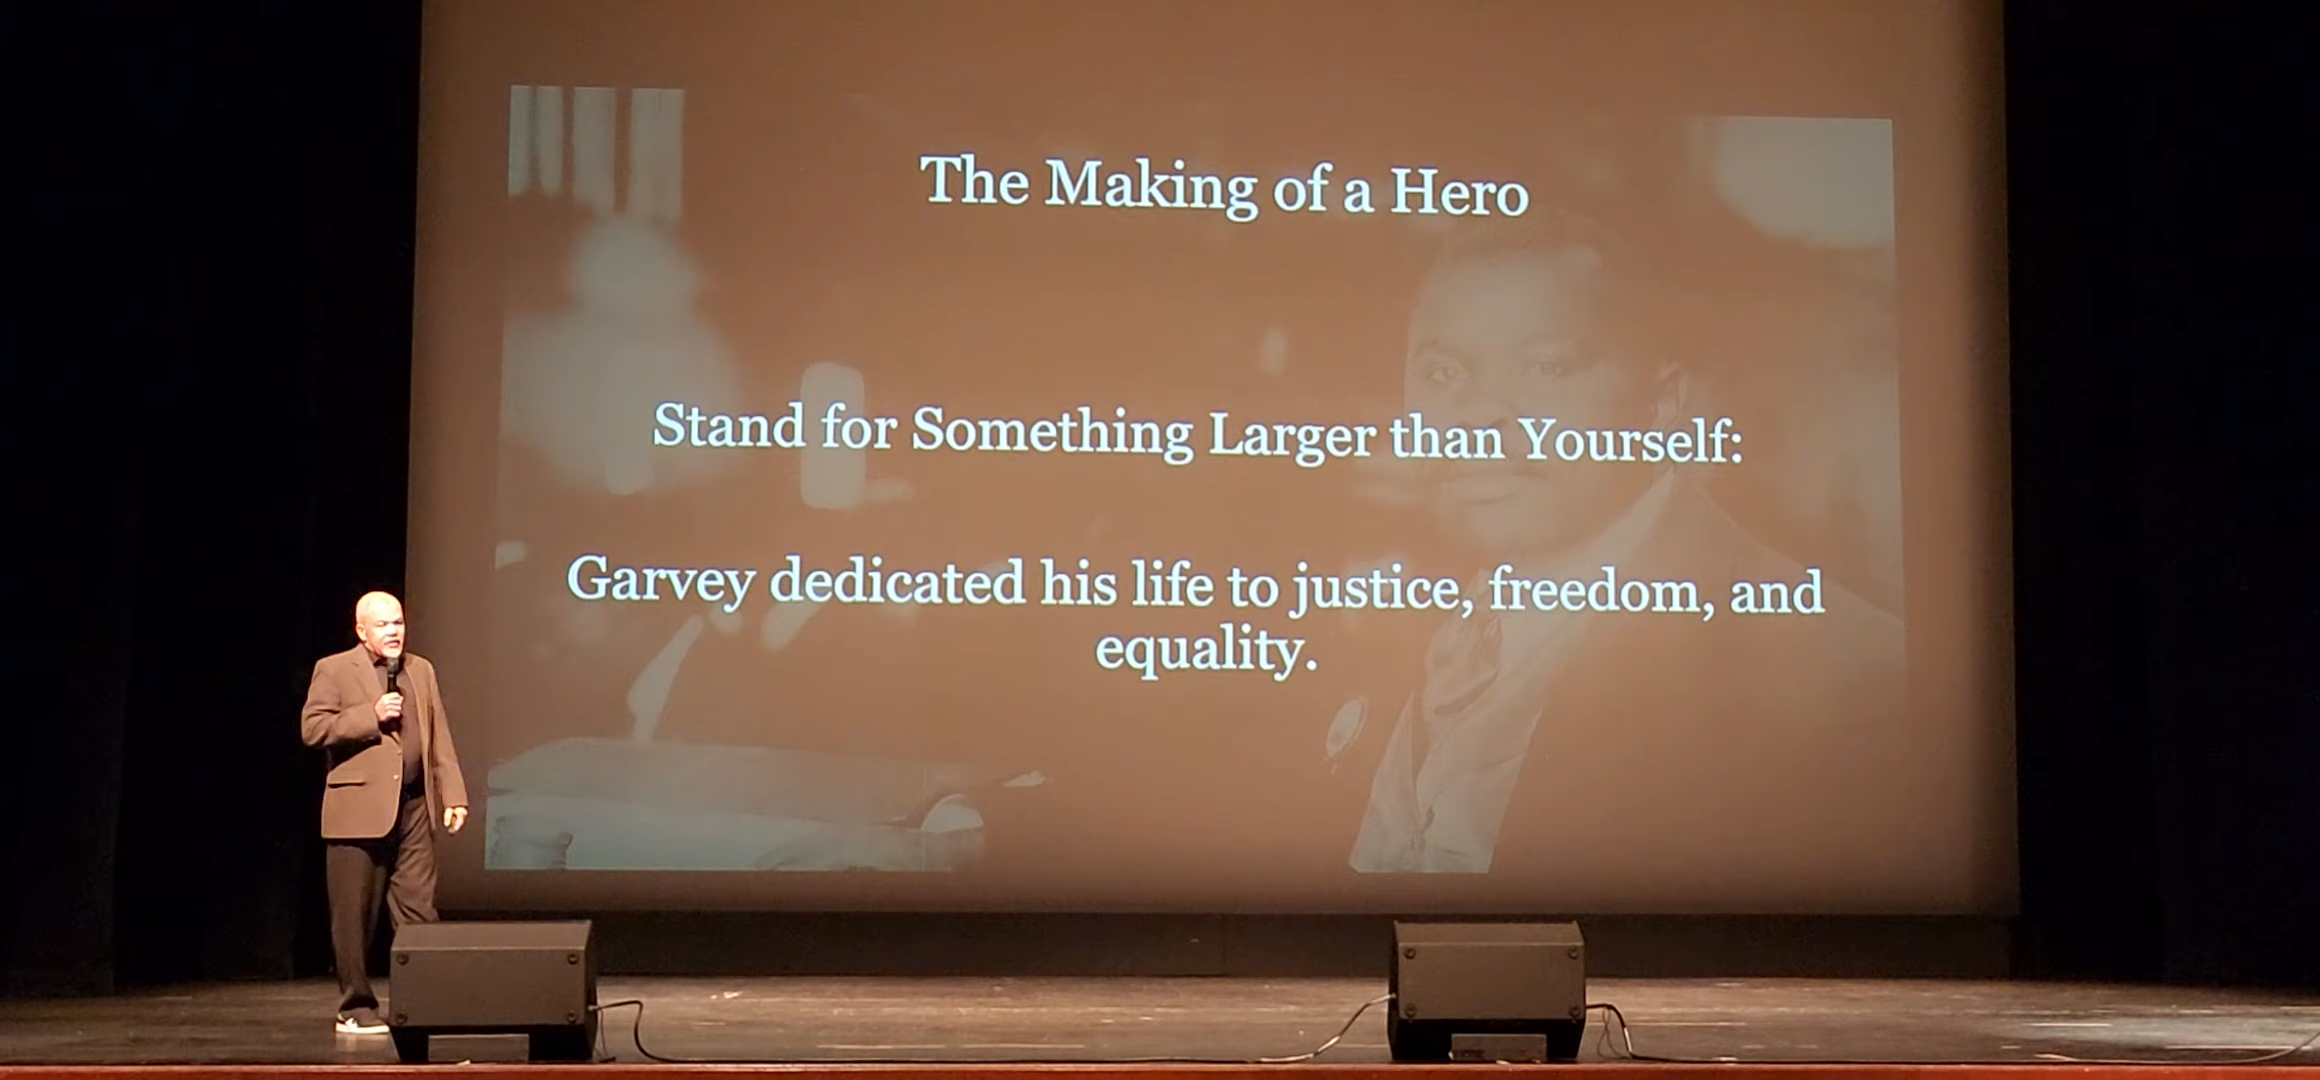 The Making of a Hero
Stand for Something Larger than Yourself:
Garvey dedicated his life to justice, freedom, and
equality.